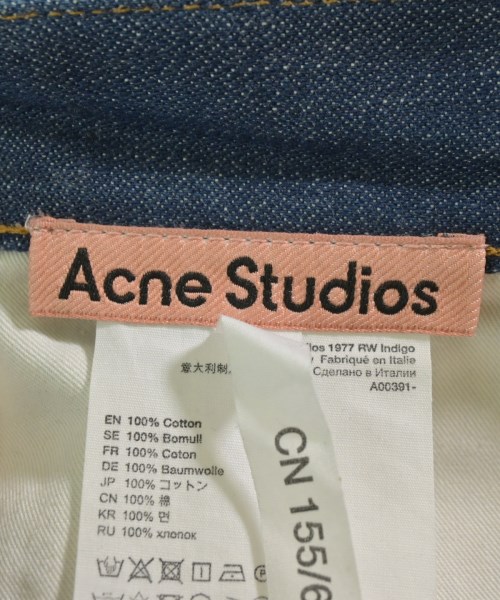 Acne Studios
ios 1977 RW Indigo
Fabriqué en Italie
意大利制
Сделано в Италии
A00391-
EN 100% Cotton
SE 100% Bomull
FR 100% Coton
DE 100% Baumwolle
JP 100% コットン
CN 100% 棉
KR 100% 면
RU 100% хлопок
CN 155/6